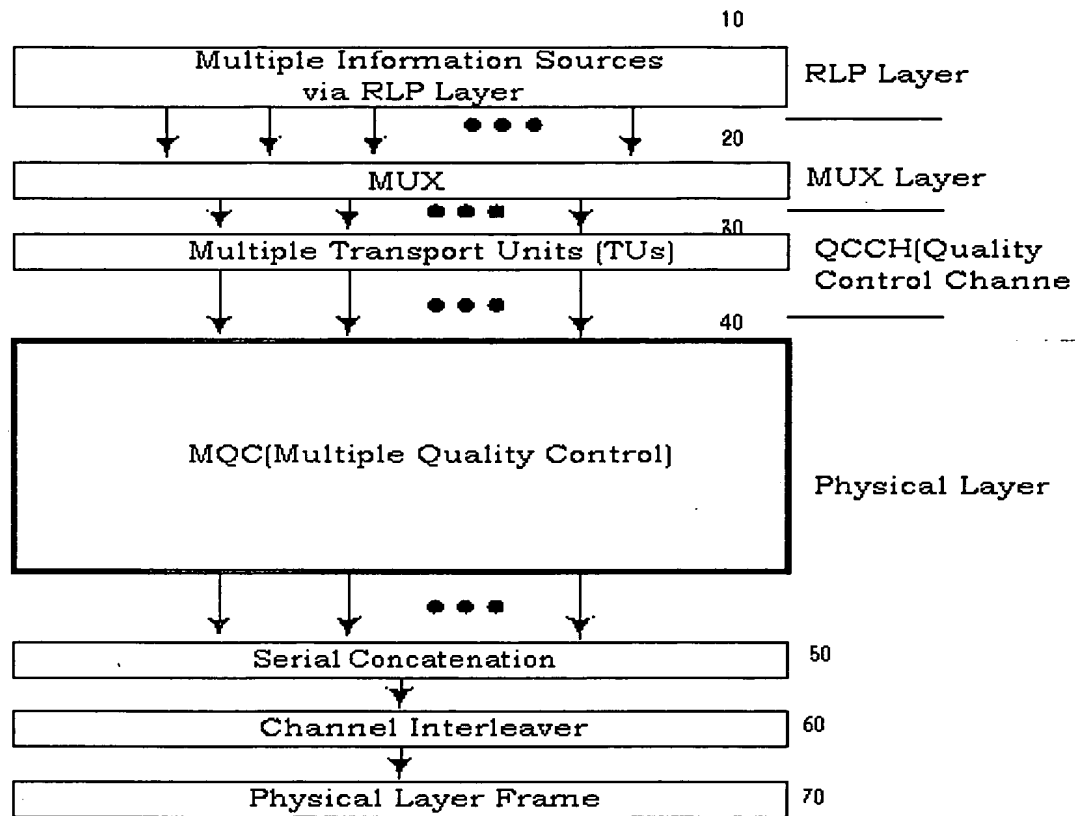 10
Multiple Information Sources
via RLP Layer
RLP Layer
20
MUX
MUX Layer
30
Multiple Transport Units (TUs)
QCCH(Quality
Control Channe
40
MQC(Multiple Quality Control)
Physical Layer
Serial Concatenation
50
Channel Interleaver
60
Physical Layer Frame
70